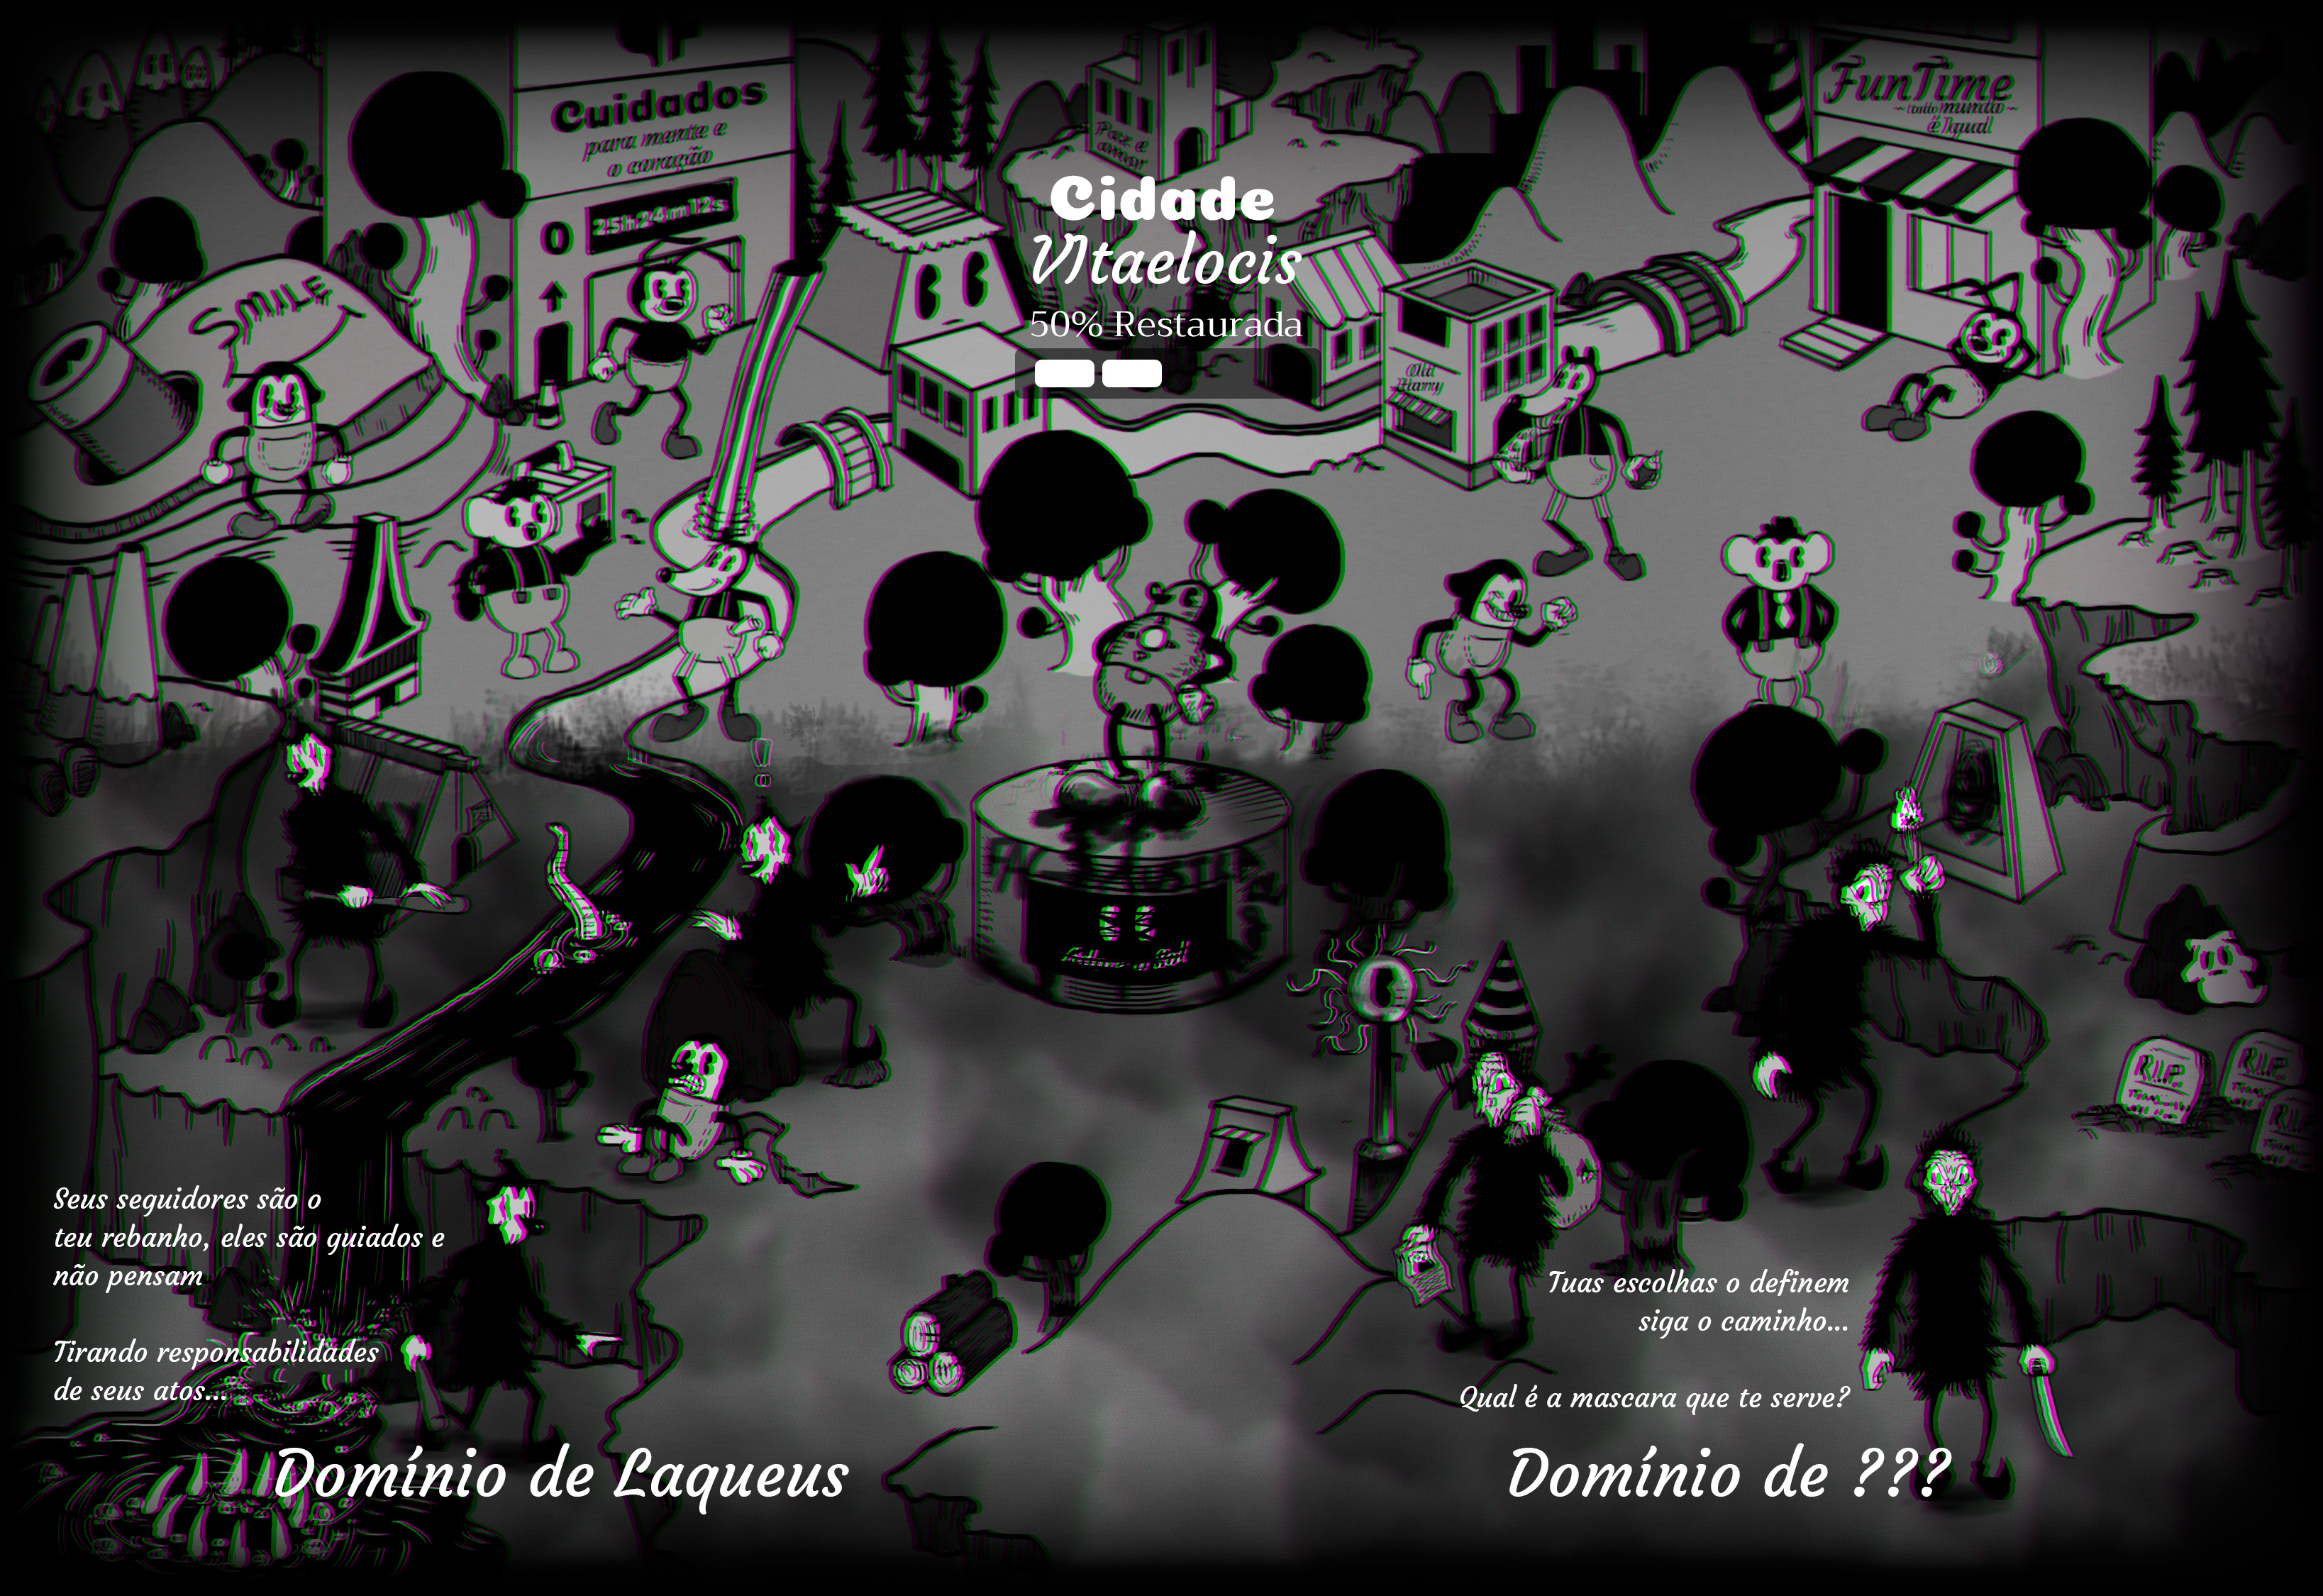 Cuidados
para mente e
o coração
0
25h24m12s
Paz e
amor
FunTime
~todo mundo~
é Igual
SMILE
Cidade
VItaelocis
50% Restaurada
Old
Harry
!!
R.I.P.
R.I.P.
R.I.P.
Seus seguidores são o
teu rebanho, eles são guiados e
não pensam
Tirando responsabilidades
de seus atos...
Domínio de Laqueus
Tuas escolhas o definem
siga o caminho...
Qual é a mascara que te serve?
Domínio de ???